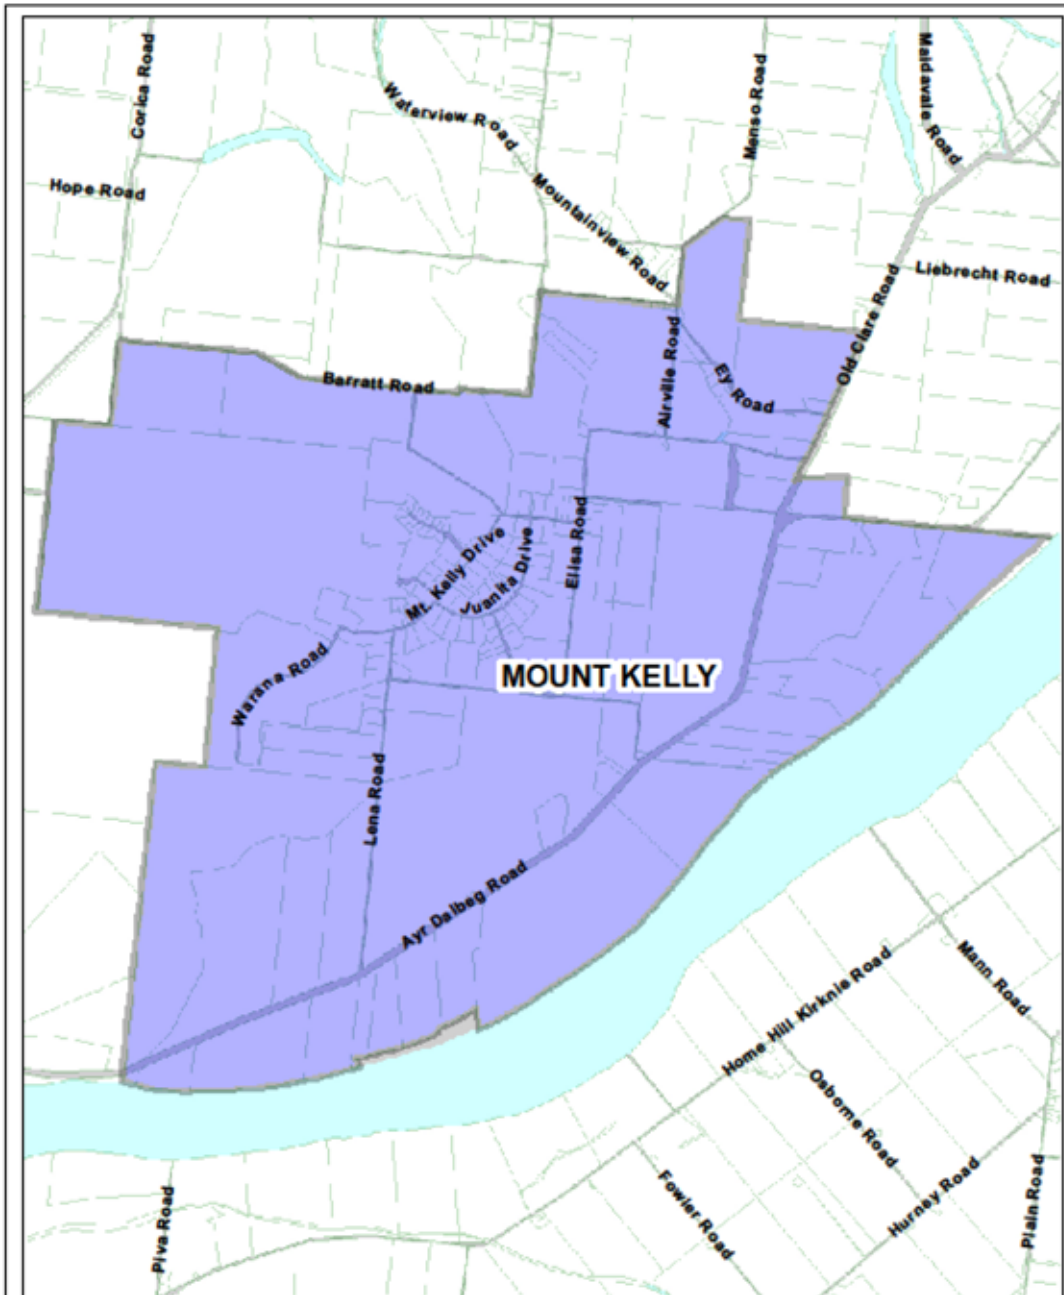 Corica Road
Waterview Road
Menso Road
Maidavale Road
Hope Road
Mountainview Road
Liebrecht Road
Old Clare Road
Airville Road
Barratt Road
Ey Road
Elisa Road
Mt. Kelly Drive
Juanita Drive
MOUNT KELLY
Warana Road
Lena Road
Ayr Dalbeg Road
Home Hill Kirknie Road
Mann Road
Osborne Road
Hurney Road
Fowler Road
Piva Road
Plain Road